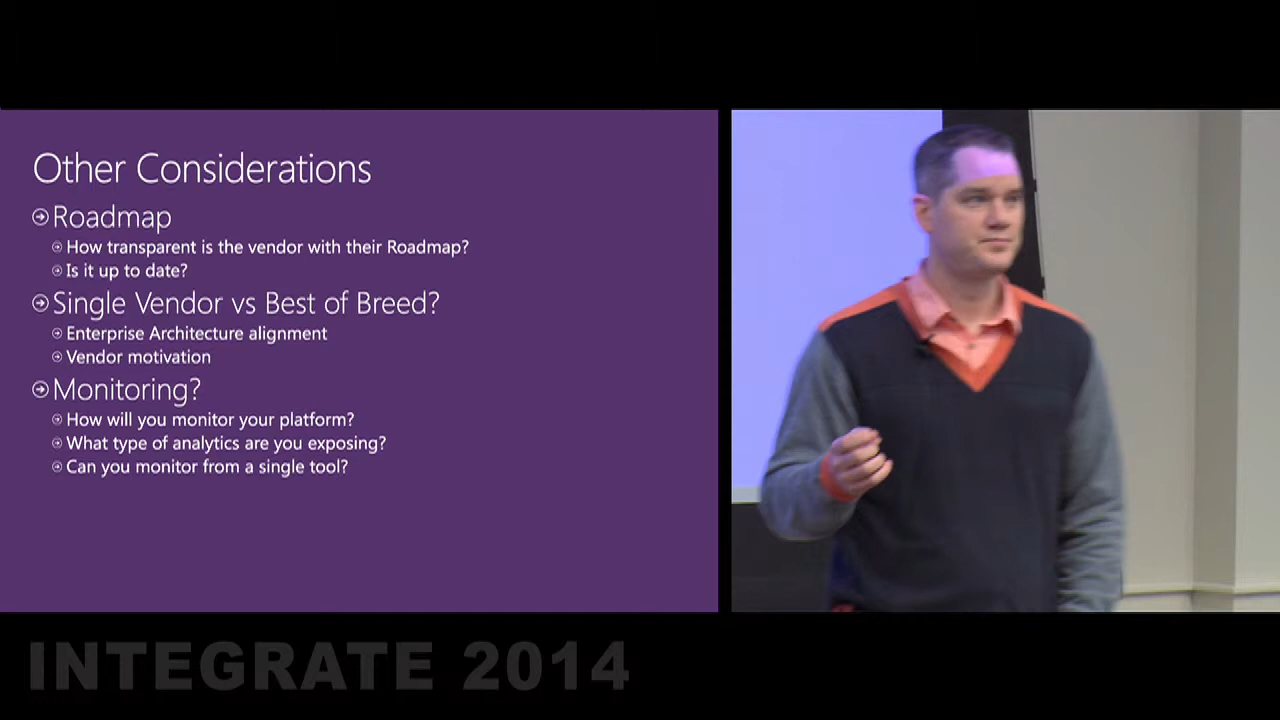 Other Considerations
Roadmap
How transparent is the vendor with their Roadmap?
Is it up to date?
Single Vendor vs Best of Breed?
Enterprise Architecture alignment
Vendor motivation
Monitoring?
How will you monitor your platform?
What type of analytics are you exposing?
Can you monitor from a single tool?
INTEGRATE 2014